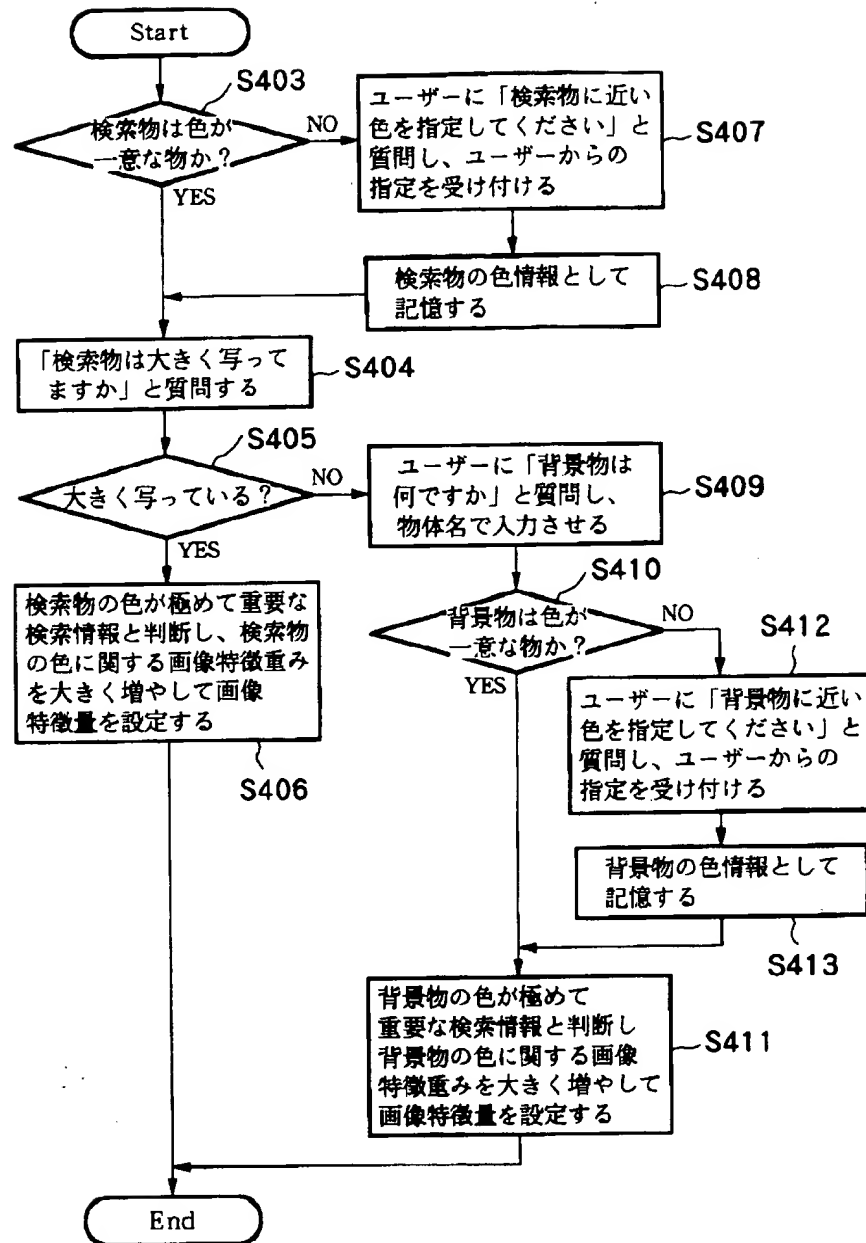 Start
S403
検索物は色が
一意な物か？
NO
YES
ユーザーに「検索物に近い
色を指定してください」と
質問し、ユーザーからの
指定を受け付ける
S407
検索物の色情報として
記憶する
S408
「検索物は大きく写って
ますか」と質問する
S404
S405
大きく写っている？
NO
YES
ユーザーに「背景物は
何ですか」と質問し、
物体名で入力させる
S409
S410
背景物は色が
一意な物か？
NO
YES
検索物の色が極めて重要な
検索情報と判断し、検索物
の色に関する画像特徴重み
を大きく増やして画像
特徴量を設定する
S406
S412
ユーザーに「背景物に近い
色を指定してください」と
質問し、ユーザーからの
指定を受け付ける
背景物の色情報として
記憶する
S413
背景物の色が極めて
重要な検索情報と判断し
背景物の色に関する画像
特徴重みを大きく増やして
画像特徴量を設定する
S411
End